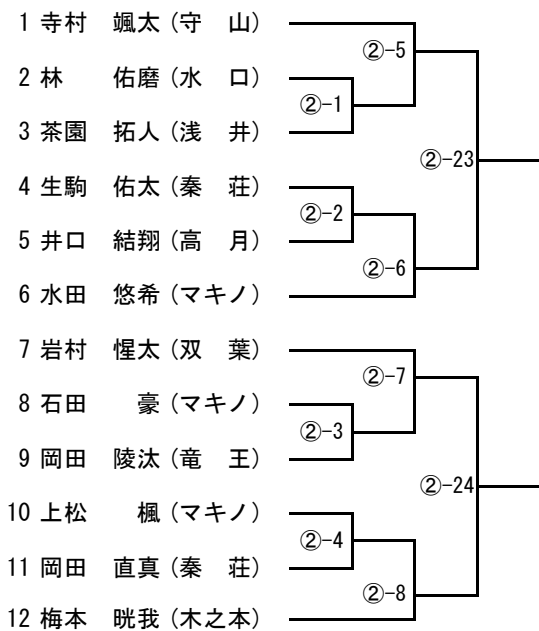 1 寺村　颯太 (守　山)
②-5
2 林　　佑磨 (水　口)
②-1
3 茶園　拓人 (浅　井)
②-23
4 生駒　佑太 (秦　荘)
②-2
5 井口　結翔 (高　月)
②-6
6 水田　悠希 (マキノ)
7 岩村　惺太 (双　葉)
②-7
8 石田　　豪 (マキノ)
②-3
9 岡田　陵汰 (竜　王)
②-24
10 上松　　楓 (マキノ)
②-4
11 岡田　直真 (秦　荘)
②-8
12 梅本　晄我 (木之本)